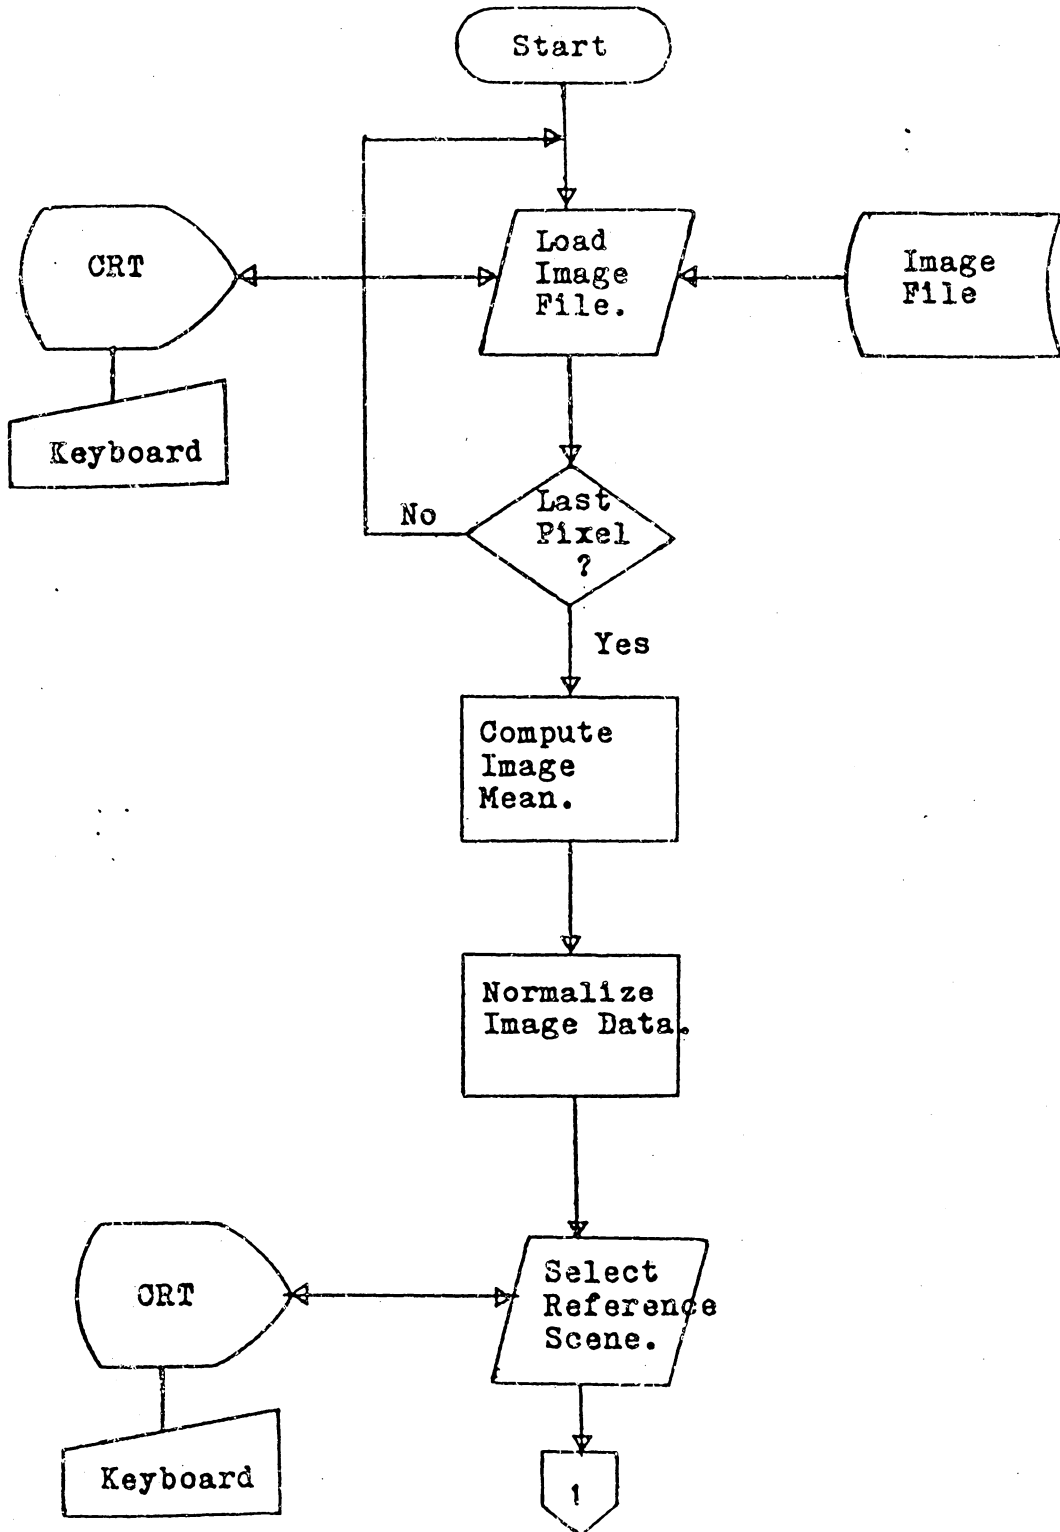 Start
CRT
Load
Image
File.
Image
File
Keyboard
No
Last
Pixel
?
Yes
Compute
Image
Mean.
Normalize
Image Data.
CRT
Select
Reference
Scene.
Keyboard
1